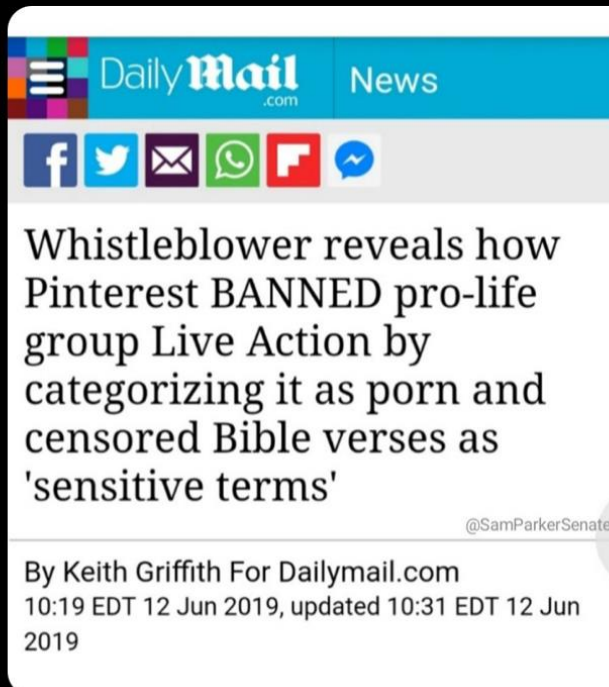 Daily Mail
.com
News
Whistleblower reveals how
Pinterest BANNED pro-life
group Live Action by
categorizing it as porn and
censored Bible verses as
'sensitive terms'
@SamParkerSenate
By Keith Griffith For Dailymail.com
10:19 EDT 12 Jun 2019, updated 10:31 EDT 12 Jun
2019